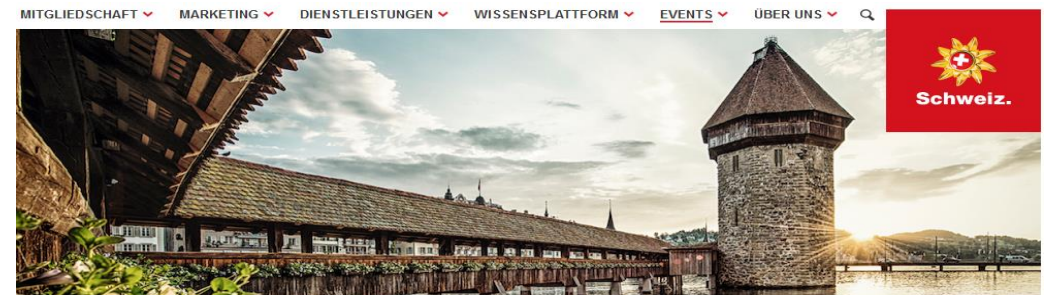 MITGLIEDSCHAFT MARKETING DIENSTLEISTUNGEN WISSENSPLATTFORM EVENTS ÜBER UNS
Schweiz.